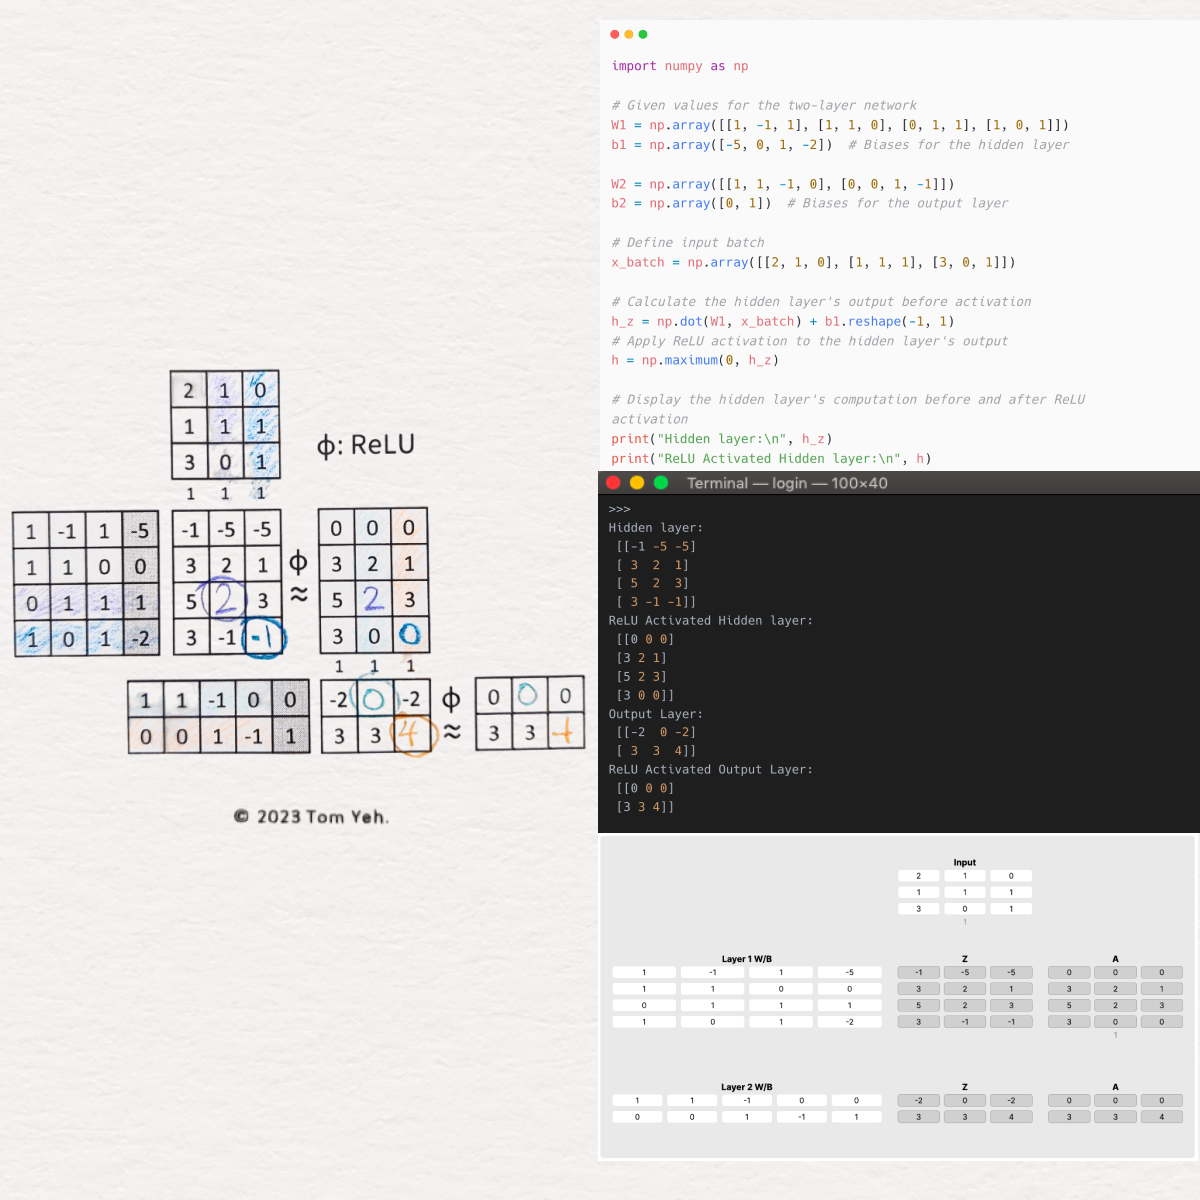 2 1 0
1 1 1
3 0 1
1 1 1
ϕ: ReLU
1 -1 1 -5
1 1 0 0
0 1 1 1
1 0 1 -2
-1 -5 -5
3 2 1
5 2 3
3 -1 -1
ϕ
≈
0 0 0
3 2 1
5 2 3
3 0 0
1 1 1
1 1 -1 0 0
0 0 1 -1 1
-2 0 -2
3 3 4
ϕ
≈
0 0 0
3 3 4
© 2023 Tom Yeh.
import numpy as np
# Given values for the two-layer network
W1 = np.array([[1, -1, 1], [1, 1, 0], [0, 1, 1], [1, 0, 1]])
b1 = np.array([-5, 0, 1, -2])  # Biases for the hidden layer
W2 = np.array([[1, 1, -1, 0], [0, 0, 1, -1]])
b2 = np.array([0, 1])  # Biases for the output layer
# Define input batch
x_batch = np.array([[2, 1, 0], [1, 1, 1], [3, 0, 1]])
# Calculate the hidden layer's output before activation
h_z = np.dot(W1, x_batch) + b1.reshape(-1, 1)
# Apply ReLU activation to the hidden layer's output
h = np.maximum(0, h_z)
# Display the hidden layer's computation before and after ReLU
activation
print("Hidden layer:\n", h_z)
print("ReLU Activated Hidden layer:\n", h)
Terminal — login — 100×40
>>>
Hidden layer:
[[-1 -5 -5]
[ 3  2  1]
[ 5  2  3]
[ 3 -1 -1]]
ReLU Activated Hidden layer:
[[0 0 0]
[3 2 1]
[5 2 3]
[3 0 0]]
Output Layer:
[[-2  0 -2]
[ 3  3  4]]
ReLU Activated Output Layer:
[[0 0 0]
[3 3 4]]
Input
2 1 0
1 1 1
3 0 1
1
Layer 1 W/B
1 -1 1 -5
1 1 0 0
0 1 1 1
1 0 1 -2
Z
-1 -5 -5
3 2 1
5 2 3
3 -1 -1
A
0 0 0
3 2 1
5 2 3
3 0 0
1
Layer 2 W/B
1 1 -1 0 0
0 0 1 -1 1
Z
-2 0 -2
3 3 4
A
0 0 0
3 3 4